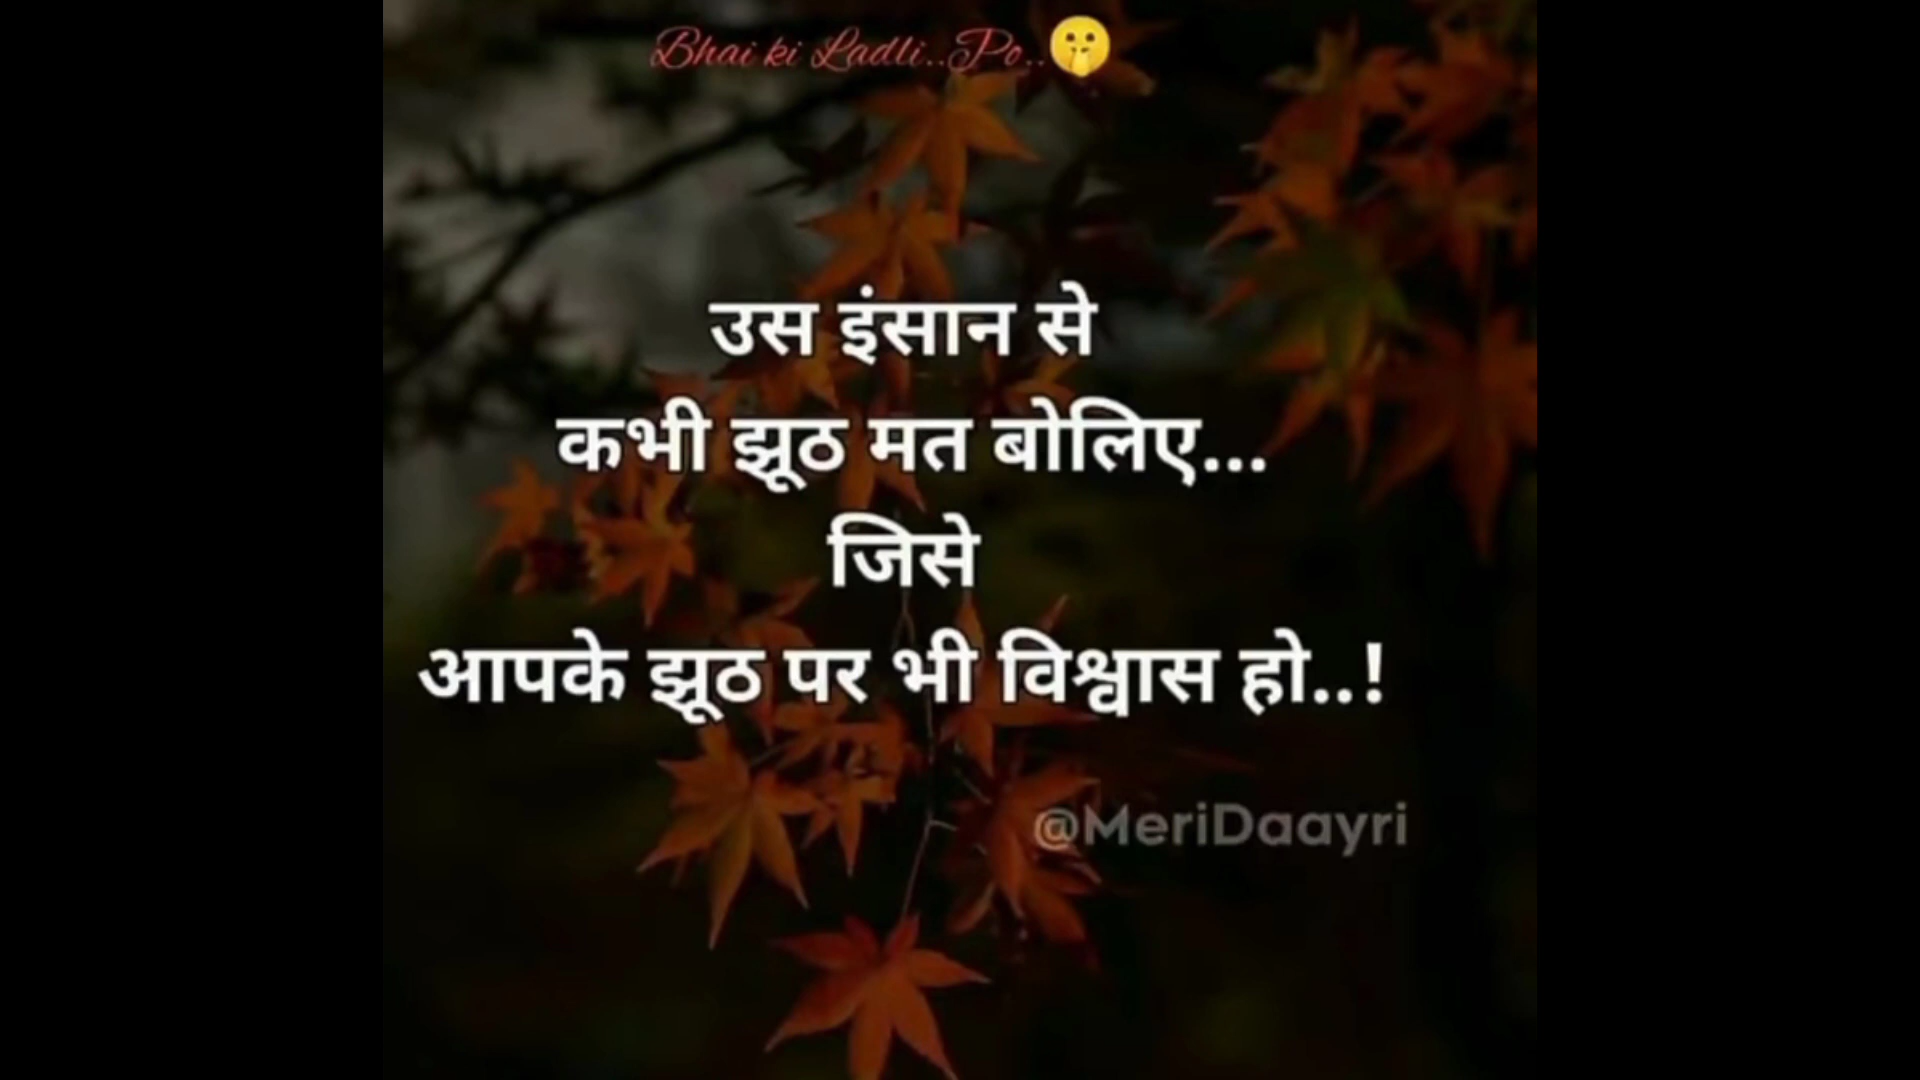 Bhai ki Ladli..Po..🤫
उस इंसान से
कभी झूठ मत बोलिए...
जिसे
आपके झूठ पर भी विश्वास हो..!
@MeriDaayri